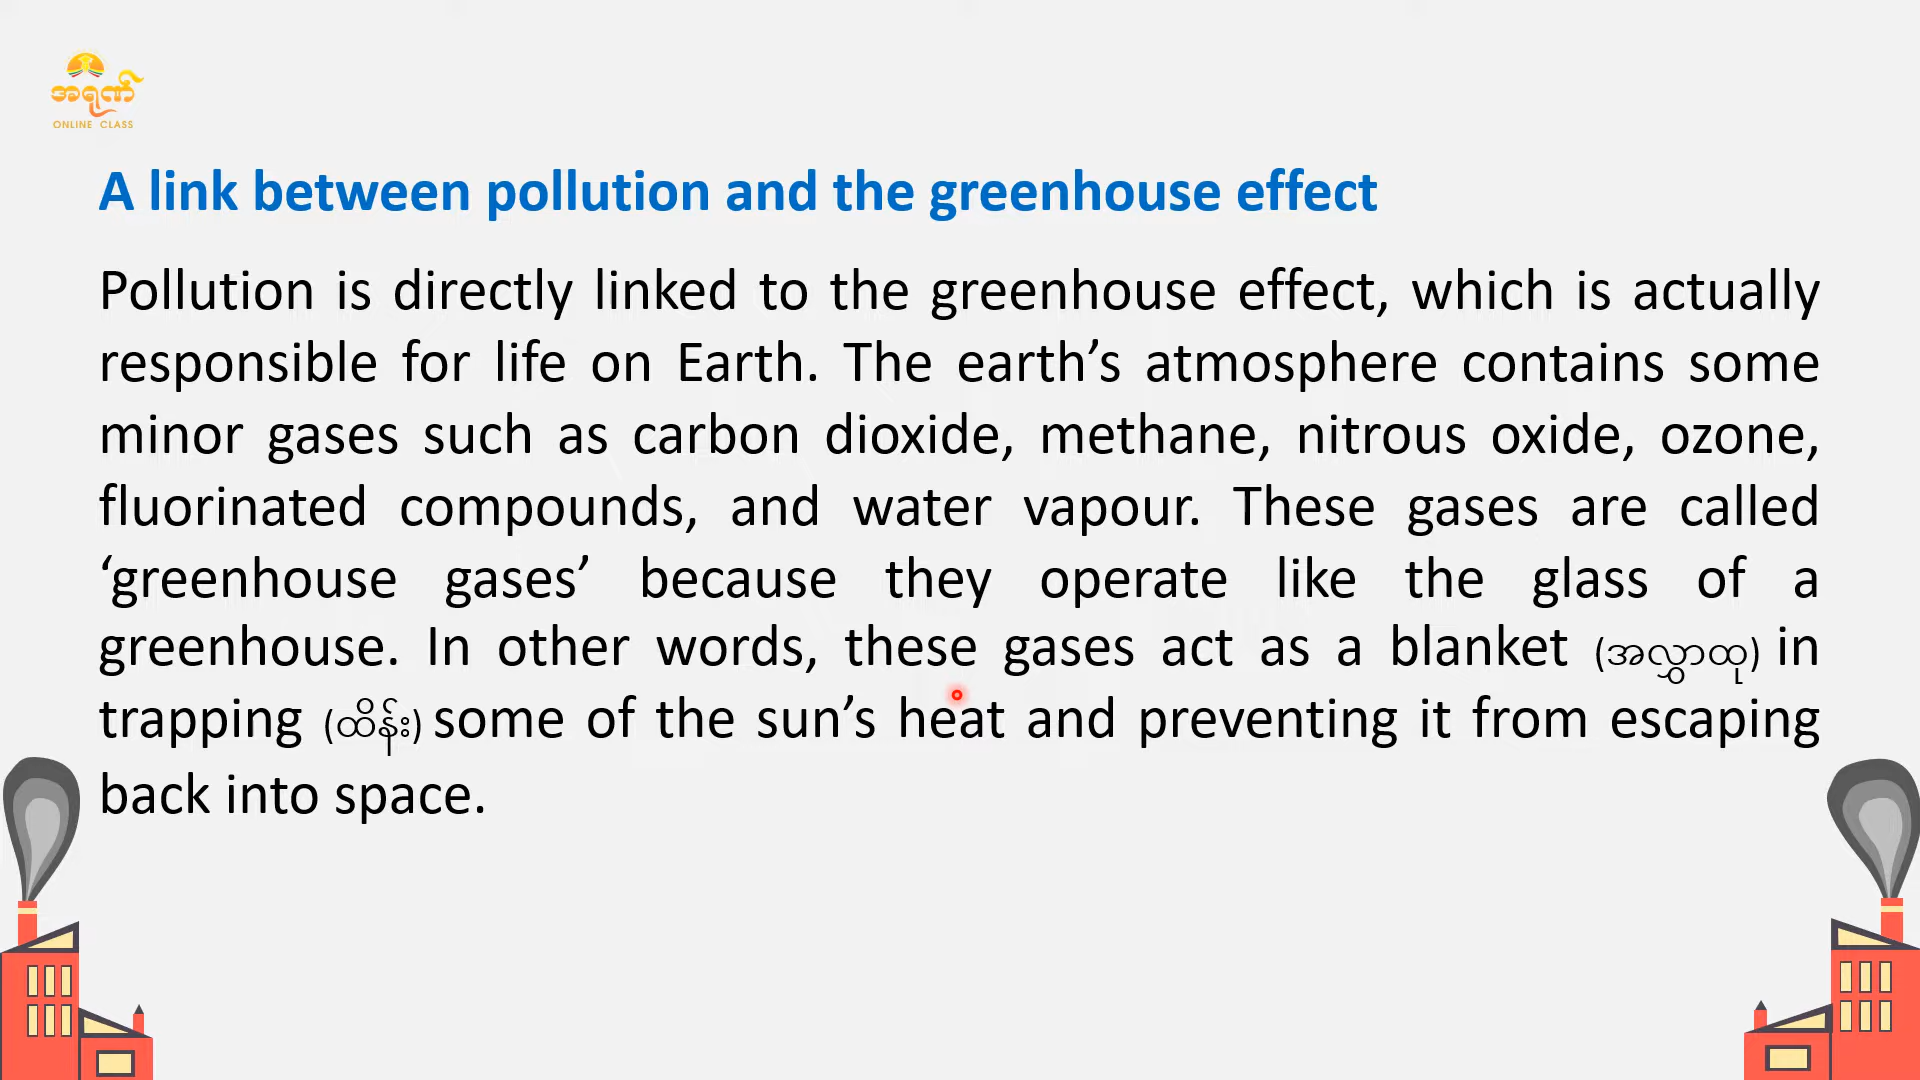 အရုဏ်
ONLINE CLASS
A link between pollution and the greenhouse effect
Pollution is directly linked to the greenhouse effect, which is actually
responsible for life on Earth. The earth’s atmosphere contains some
minor gases such as carbon dioxide, methane, nitrous oxide, ozone,
fluorinated compounds, and water vapour. These gases are called
‘greenhouse gases’ because they operate like the glass of a
greenhouse. In other words, these gases act as a blanket (အလွှာထု) in
trapping (ထိန်း) some of the sun’s heat and preventing it from escaping
back into space.